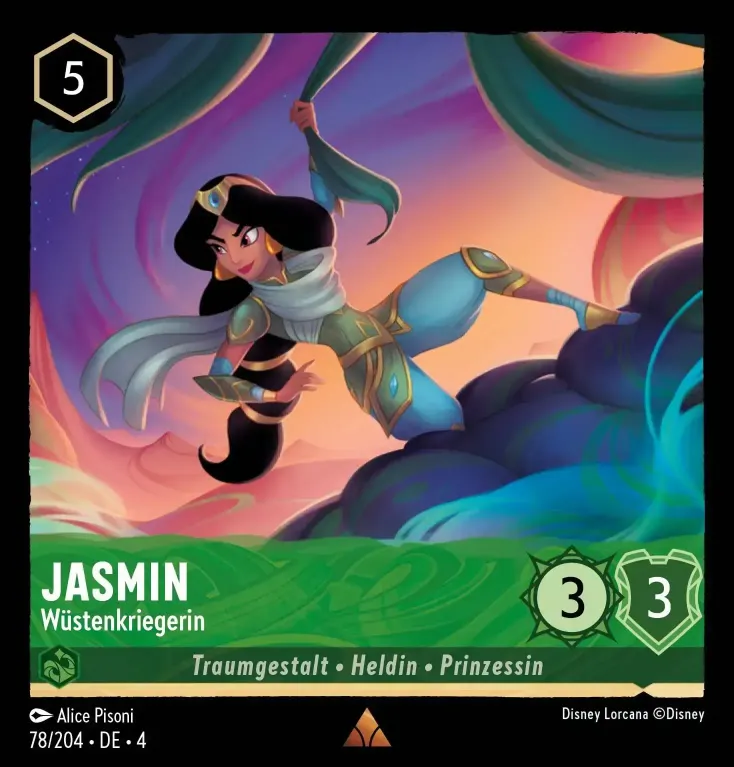 5
JASMIN
Wüstenkriegerin
3
3
Traumgestalt • Heldin • Prinzessin
Alice Pisoni
Disney Lorcana ©Disney
78/204 • DE • 4